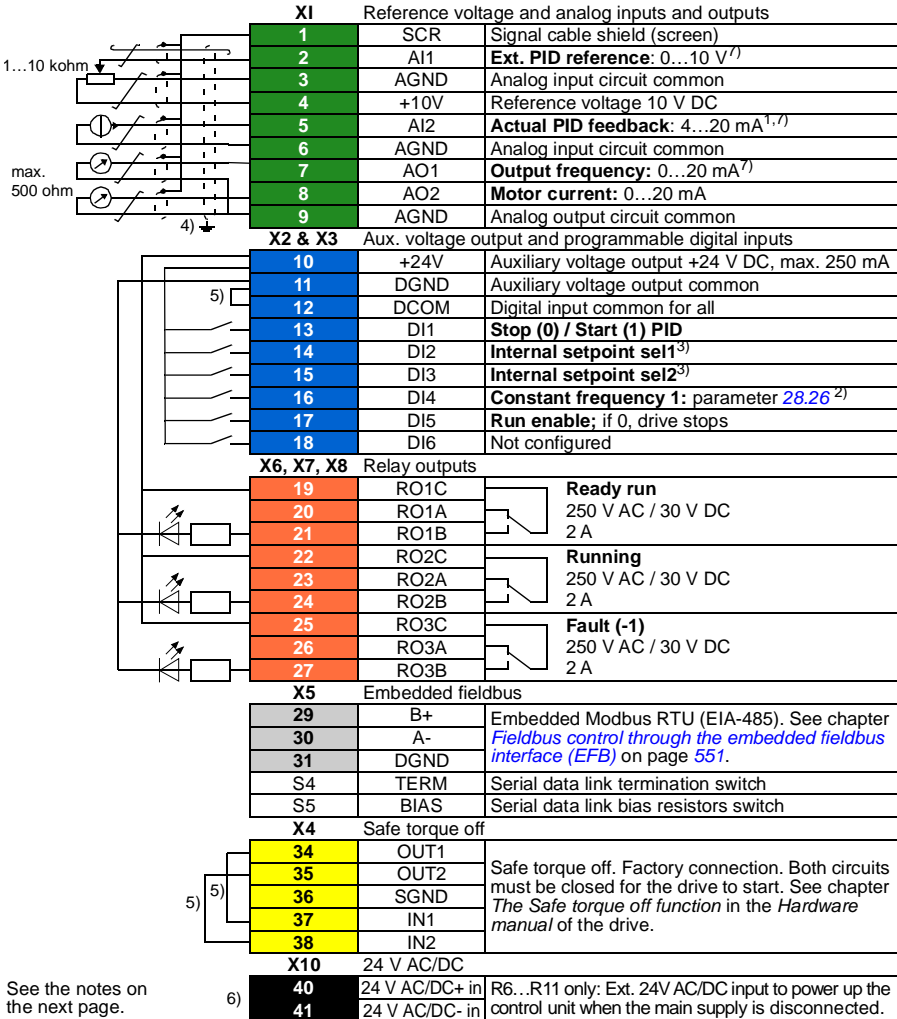 XI Reference voltage and analog inputs and outputs
1 SCR Signal cable shield (screen)
1…10 kohm
2 AI1 Ext. PID reference: 0…10 V7)
3 AGND Analog input circuit common
4 +10V Reference voltage 10 V DC
5 AI2 Actual PID feedback: 4…20 mA1,7)
6 AGND Analog input circuit common
max.
500 ohm
7 AO1 Output frequency: 0…20 mA7)
8 AO2 Motor current: 0…20 mA
9 AGND Analog output circuit common
4)
X2 & X3 Aux. voltage output and programmable digital inputs
10 +24V Auxiliary voltage output +24 V DC, max. 250 mA
11 DGND Auxiliary voltage output common
5)
12 DCOM Digital input common for all
13 DI1 Stop (0) / Start (1) PID
14 DI2 Internal setpoint sel13)
15 DI3 Internal setpoint sel23)
16 DI4 Constant frequency 1: parameter 28.26 2)
17 DI5 Run enable; if 0, drive stops
18 DI6 Not configured
X6, X7, X8 Relay outputs
19 RO1C Ready run
20 RO1A 250 V AC / 30 V DC
21 RO1B 2 A
22 RO2C Running
23 RO2A 250 V AC / 30 V DC
24 RO2B 2 A
25 RO3C Fault (-1)
26 RO3A 250 V AC / 30 V DC
27 RO3B 2 A
X5 Embedded fieldbus
29 B+
30 A-
31 DGND
Embedded Modbus RTU (EIA-485). See chapter
Fieldbus control through the embedded fieldbus
interface (EFB) on page 551.
S4 TERM Serial data link termination switch
S5 BIAS Serial data link bias resistors switch
X4 Safe torque off
34 OUT1
35 OUT2
36 SGND
37 IN1
38 IN2
5)
5)
Safe torque off. Factory connection. Both circuits
must be closed for the drive to start. See chapter
The Safe torque off function in the Hardware
manual of the drive.
X10 24 V AC/DC
40 24 V AC/DC+ in
41 24 V AC/DC- in
R6…R11 only: Ext. 24V AC/DC input to power up the
control unit when the main supply is disconnected.
6)
See the notes on
the next page.